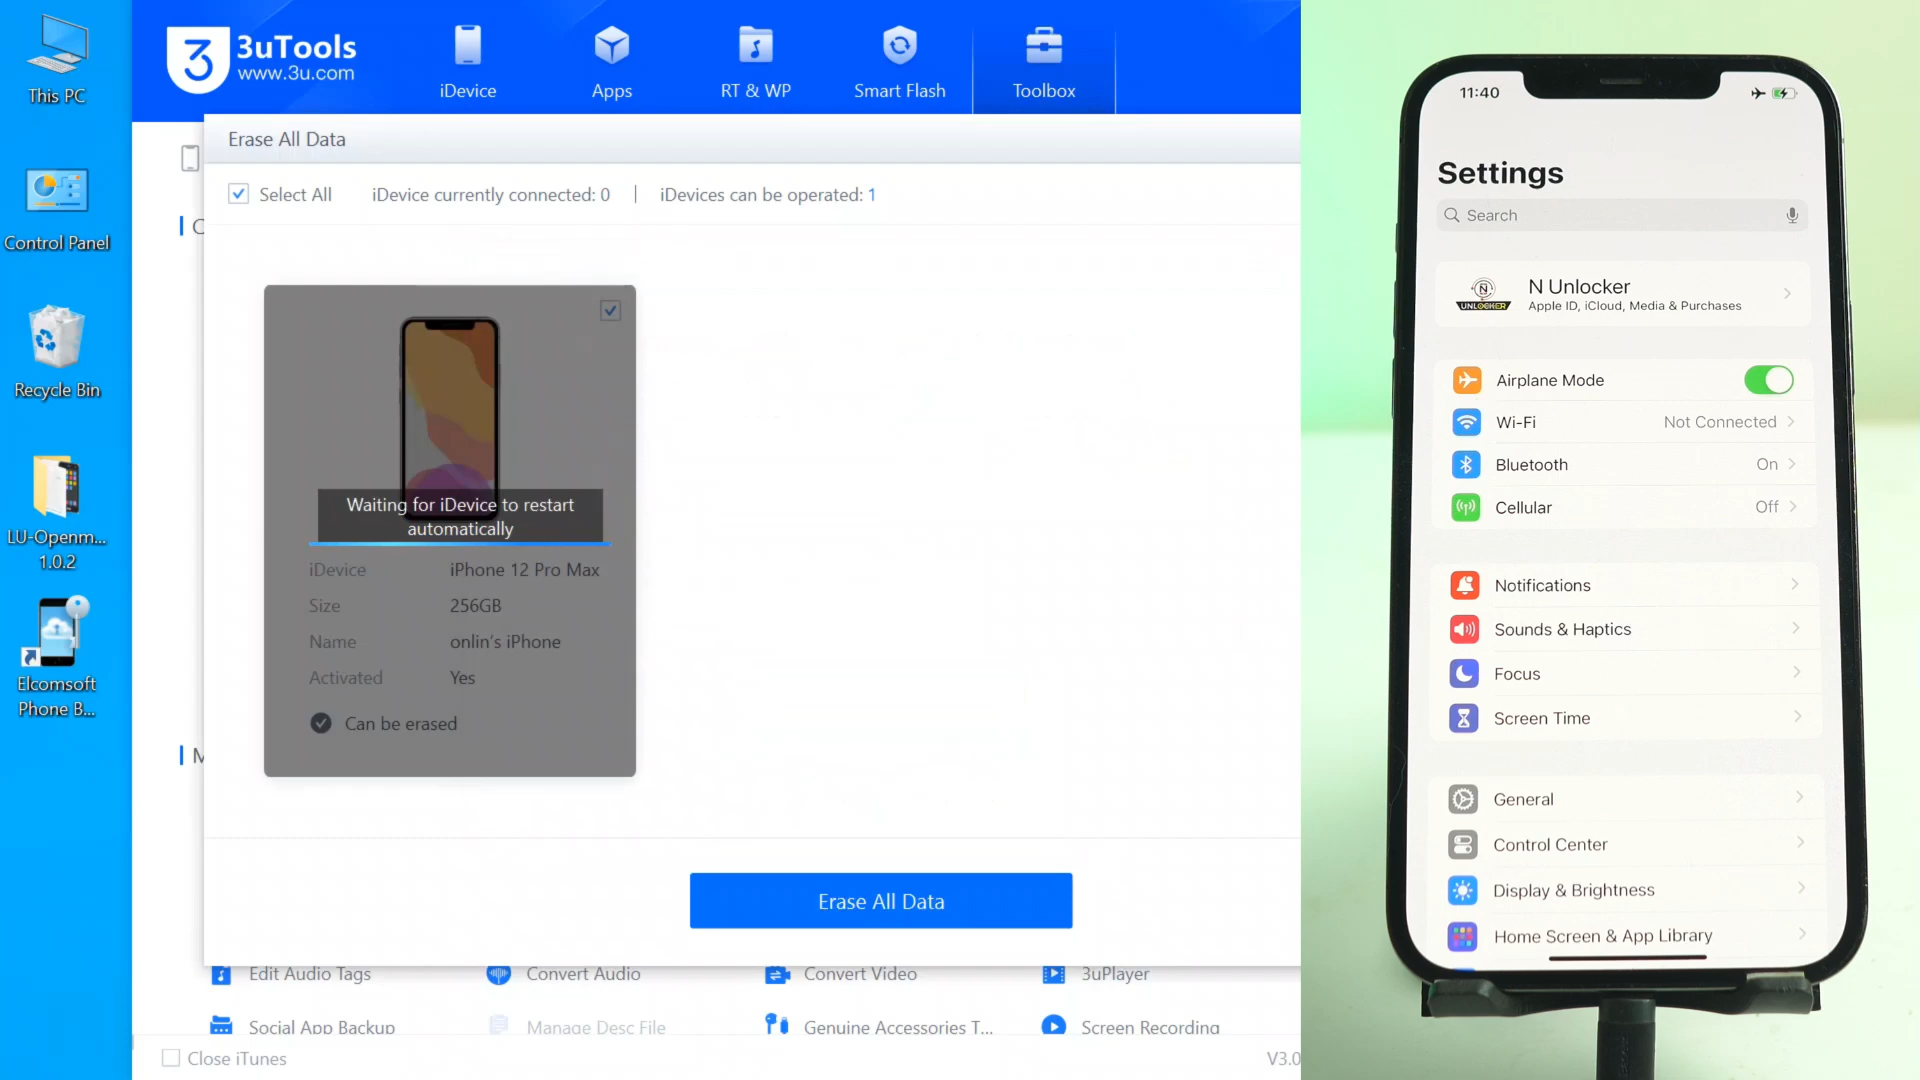 This PC
Control Panel
Recycle Bin
LU-Openm...
1.0.2
Elcomsoft
Phone B...
3 3uTools
www.3u.com
iDevice
Apps
RT & WP
Smart Flash
Toolbox
Erase All Data
Select All
iDevice currently connected: 0 | iDevices can be operated: 1
C
Waiting for iDevice to restart
automatically
iDevice iPhone 12 Pro Max
Size 256GB
Name onlin's iPhone
Activated Yes
Can be erased
M
Erase All Data
Edit Audio Tags
Convert Audio
Convert Video
3uPlayer
Social App Backup
Manage Desc File
Genuine Accessories T...
Screen Recording
Close iTunes
V3.0
11:40
Settings
Search
N Unlocker
Apple ID, iCloud, Media & Purchases
N
UNLOCKER
Airplane Mode
Wi-Fi Not Connected
Bluetooth On
Cellular Off
Notifications
Sounds & Haptics
Focus
Screen Time
General
Control Center
Display & Brightness
Home Screen & App Library